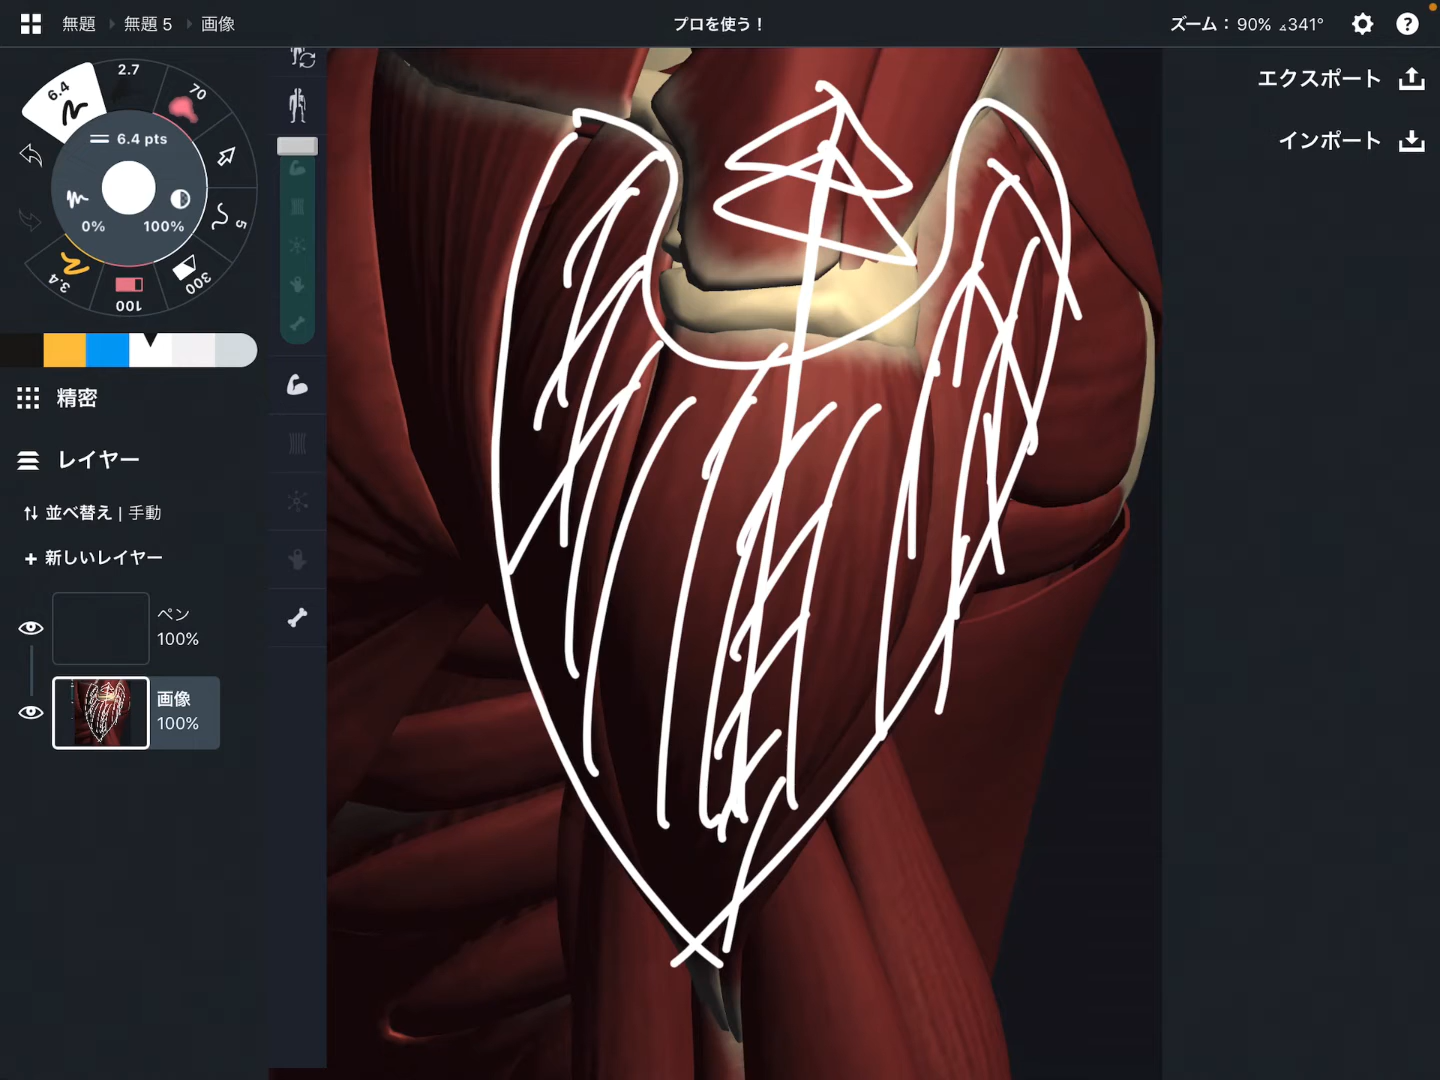 無題 無題 5 画像
プロを使う！
ズーム： 90% ⊿341°
エクスポート
インポート
6.4
2.7
70
5
300
100
3.4
6.4 pts
0% 100%
精密
レイヤー
並べ替え | 手動
+ 新しいレイヤー
ペン
100%
画像
100%